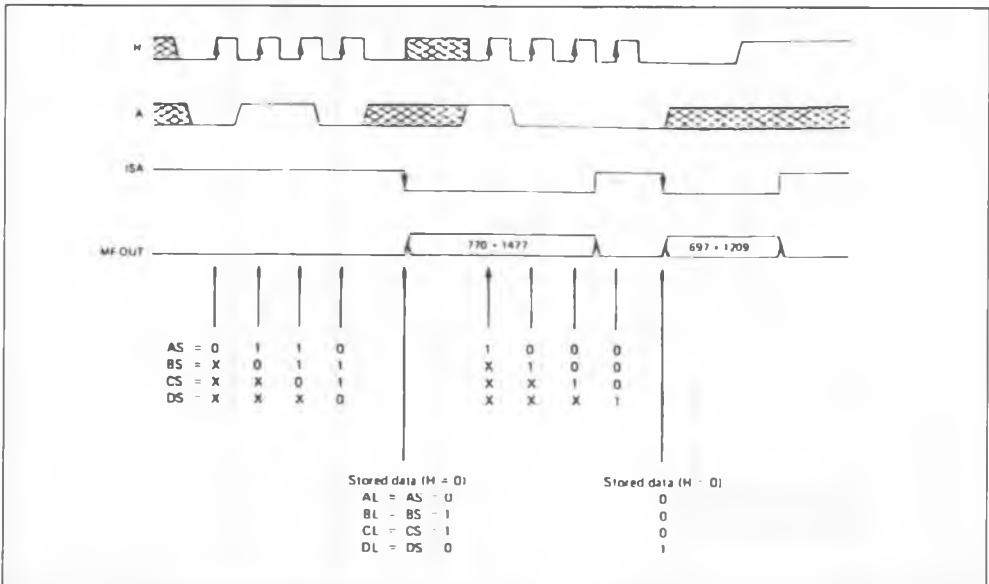 H
A
ISA
MF OUT
770 + 1477
697 + 1209
AS = 0 1 1 0 1 0 0 0
BS = X 0 1 1 X 1 0 0
CS = X X 0 1 X X 1 0
DS - X X X 0 X X X 1
Stored data (H = 0) Stored data (H - 0)
AL = AS - 0 0
BL - BS - 1 0
CL - CS - 1 0
DL = DS 0 1